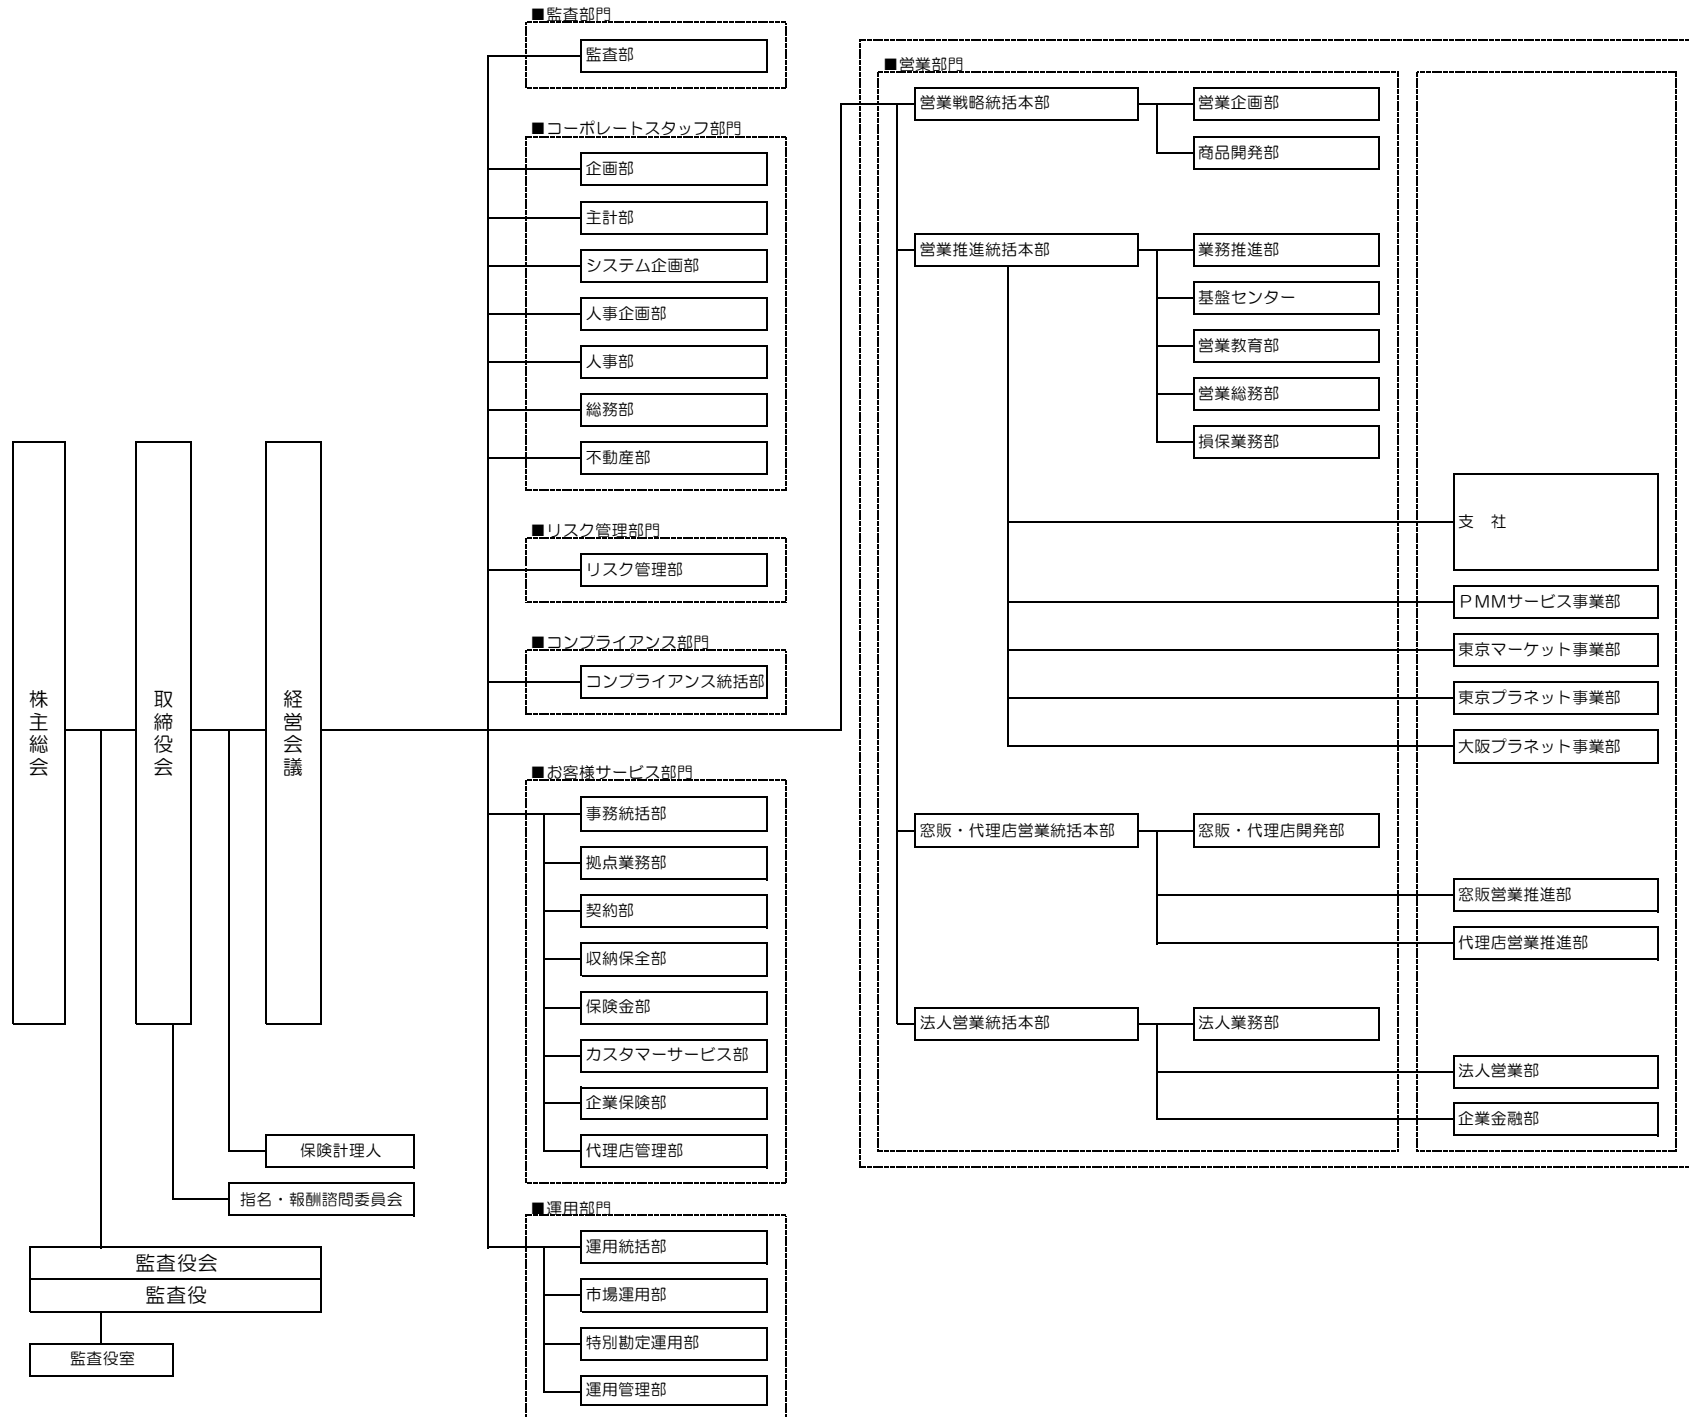 株主総会
取締役会
経営会議
保険計理人
指名・報酬諮問委員会
監査役会
監査役
監査役室
■監査部門
監査部
■コーポレートスタッフ部門
企画部
主計部
システム企画部
人事企画部
人事部
総務部
不動産部
■リスク管理部門
リスク管理部
■コンプライアンス部門
コンプライアンス統括部
■お客様サービス部門
事務統括部
拠点業務部
契約部
収納保全部
保険金部
カスタマーサービス部
企業保険部
代理店管理部
■運用部門
運用統括部
市場運用部
特別勘定運用部
運用管理部
■営業部門
営業戦略統括本部
営業企画部
商品開発部
営業推進統括本部
業務推進部
基盤センター
営業教育部
営業総務部
損保業務部
支　社
ＰＭＭサービス事業部
東京マーケット事業部
東京プラネット事業部
大阪プラネット事業部
窓販・代理店営業統括本部
窓販・代理店開発部
窓販営業推進部
代理店営業推進部
法人営業統括本部
法人業務部
法人営業部
企業金融部